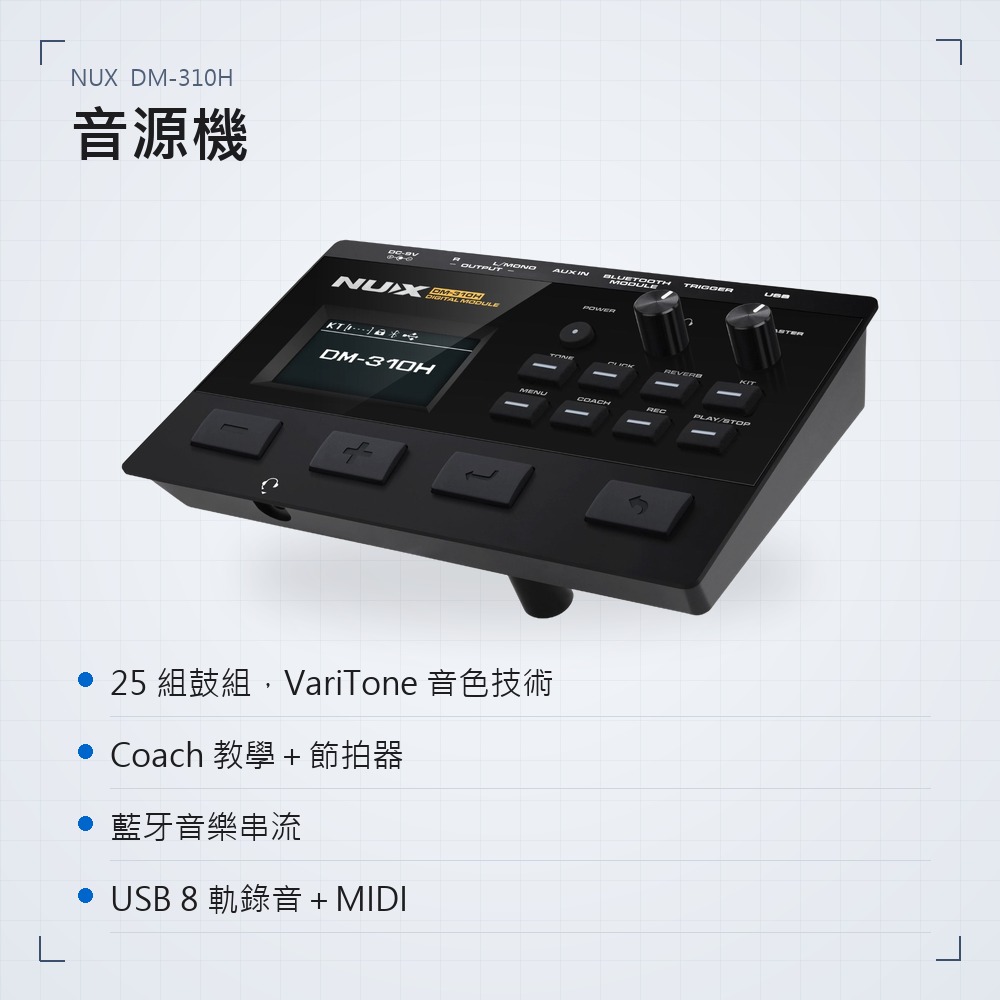 NUX DM-310H
音源機
DC-9V
R L/MONO
OUTPUT
AUX IN
BLUETOOTH
MODULE
TRIGGER
USB
NUX DM-310H
DIGITAL MODULE
POWER
ASTER
KT
DM-310H
TONE CLICK REVERB KIT
MENU COACH REC PLAY/STOP
25 組鼓組，VariTone 音色技術
Coach 教學 + 節拍器
藍牙音樂串流
USB 8 軌錄音 + MIDI